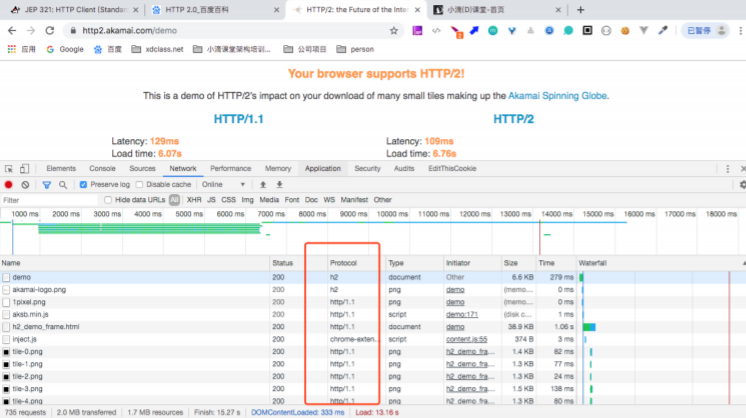 JEP 321: HTTP Client (Standar
HTTP 2.0_百度百科
HTTP/2: the Future of the Inter
小滴(D)课堂-首页
http2.akamai.com/demo
已暂停
应用 Google 百度 xdclass.net 小滴课堂架构培训... 公司项目 person
Your browser supports HTTP/2!
This is a demo of HTTP/2's impact on your download of many small tiles making up the Akamai Spinning Globe.
HTTP/1.1 HTTP/2
Latency: 129ms Latency: 109ms
Load time: 6.07s Load time: 6.76s
Elements Console Sources Network Performance Memory Application Security Audits EditThisCookie
Preserve log Disable cache Online
Filter Hide data URLs All XHR JS CSS Img Media Font Doc WS Manifest Other
1000 ms 2000 ms 3000 ms 4000 ms 5000 ms 6000 ms 7000 ms 8000 ms 9000 ms 10000 ms 11000 ms 12000 ms 13000 ms 14000 ms 15000 ms 16000 ms 17000 ms 18000 ms
Name Status Protocol Type Initiator Size Time Waterfall
demo 200 h2 document Other 6.6 KB 279 ms
akamai-logo.png 200 h2 png demo (memo... 0 ms
1pixel.png 200 http/1.1 png demo (memo... 0 ms
aksb.min.js 200 http/1.1 script demo:171 (disk c... 1 ms
h2_demo_frame.html 200 http/1.1 document demo 38.9 KB 1.06 s
inject.js 200 chrome-exten... script content.js:55 374 B 3 ms
tile-0.png 200 http/1.1 png h2_demo_fra... 1.4 KB 82 ms
tile-1.png 200 http/1.1 png h2_demo_fra... 1.3 KB 77 ms
tile-2.png 200 http/1.1 png h2_demo_fra... 1.3 KB 24 ms
tile-3.png 200 http/1.1 png h2_demo_fra... 1.5 KB 138 ms
tile-4.png 200 http/1.1 png h2_demo_fra... 1.3 KB 80 ms
735 requests 2.0 MB transferred 1.7 MB resources Finish: 15.27 s DOMContentLoaded: 333 ms Load: 13.16 s